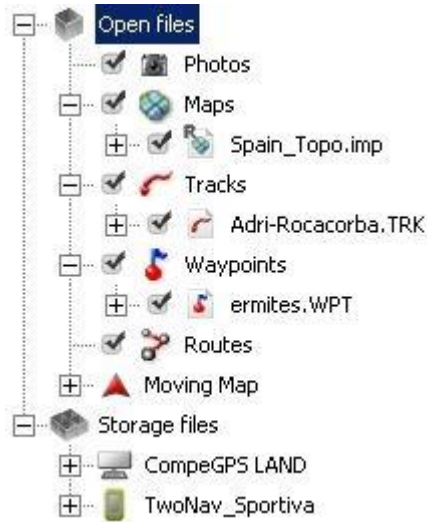 Open files
Photos
Maps
Spain_Topo.imp
Tracks
Adri-Rocacorba.TRK
Waypoints
ermites.WPT
Routes
Moving Map
Storage files
CompeGPS LAND
TwoNav_Sportiva